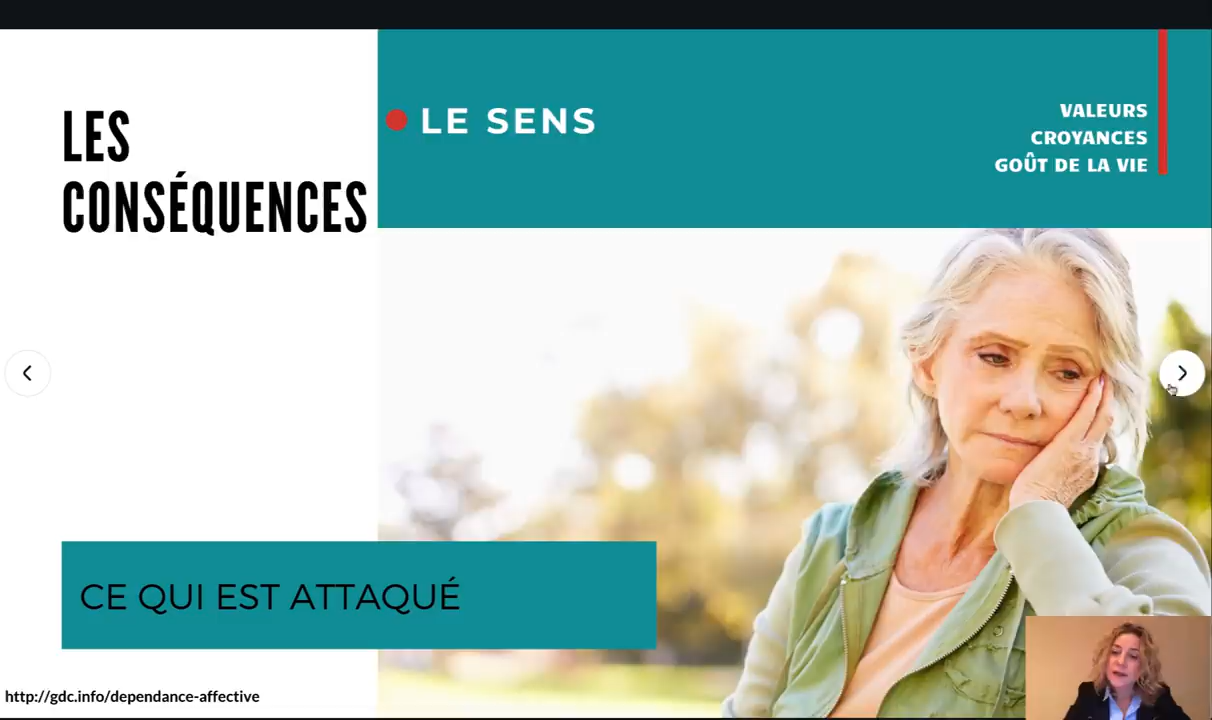 LES
CONSÉQUENCES
LE SENS
VALEURS
CROYANCES
GOÛT DE LA VIE
CE QUI EST ATTAQUÉ
http://gdc.info/dependance-affective